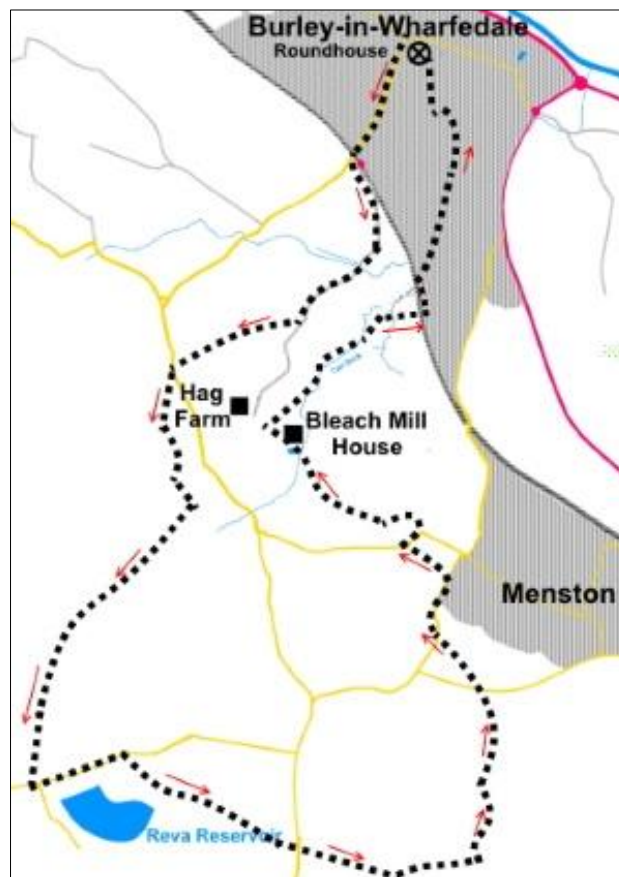 Burley-in-Wharfedale
Roundhouse
Hag
Farm
Bleach Mill
House
Menston
Reva Reservoir